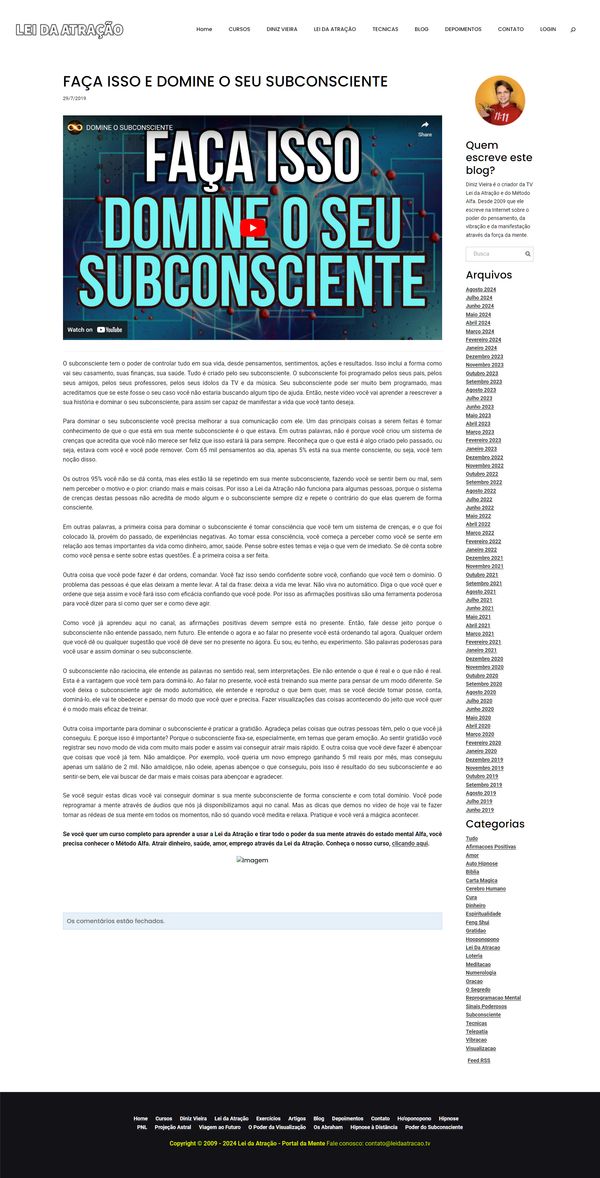 LEI DA ATRAÇÃO
Home CURSOS DINIZ VIEIRA LEI DA ATRAÇÃO TECNICAS BLOG DEPOIMENTOS CONTATO LOGIN
FAÇA ISSO E DOMINE O SEU SUBCONSCIENTE
29/7/2019
DOMINE O SUBCONSCIENTE
Share
FAÇA ISSO
DOMINE O SEU
SUBCONSCIENTE
Watch on YouTube
O subconsciente tem o poder de controlar tudo em sua vida, desde pensamentos, sentimentos, ações e resultados. Isso inclui a forma como
vai seu casamento, suas finanças, sua saúde. Tudo é criado pelo seu subconsciente. O subconsciente foi programado pelos seus pais, pelos
seus amigos, pelos seus professores, pelos seus ídolos da TV e da música. Seu subconsciente pode ser muito bem programado, mas
acreditamos que se este fosse o seu caso você não estaria buscando algum tipo de ajuda. Então, neste vídeo você vai aprender a reescrever a
sua história e dominar o seu subconsciente, para assim ser capaz de manifestar a vida que você tanto deseja.
Para dominar o seu subconsciente você precisa melhorar a sua comunicação com ele. Um das principais coisas a serem feitas é tomar
conhecimento de que o que está em sua mente subconsciente é o que estava. Em outras palavras, não é porque você criou um sistema de
crenças que acredita que você não merece ser feliz que isso estará lá para sempre. Reconheça que o que está é algo criado pelo passado, ou
seja, estava com você e você pode remover. Com 65 mil pensamentos ao dia, apenas 5% está na sua mente consciente, ou seja, você tem
noção disso.
Os outros 95% você não se dá conta, mas eles estão lá se repetindo em sua mente subconsciente, fazendo você se sentir bem ou mal, sem
nem perceber o motivo e o pior: criando mais e mais coisas. Por isso a Lei da Atração não funciona para algumas pessoas, porque o sistema
de crenças destas pessoas não acredita de modo algum e o subconsciente sempre diz e repete o contrário do que elas querem de forma
consciente.
Em outras palavras, a primeira coisa para dominar o subconsciente é tomar consciência que você tem um sistema de crenças, e o que foi
colocado lá, provém do passado, de experiências negativas. Ao tomar essa consciência, você começa a perceber como você se sente em
relação aos temas importantes da vida como dinheiro, amor, saúde. Pense sobre estes temas e veja o que vem de imediato. Se dê conta sobre
como você pensa e sente sobre estas questões. É a primeira coisa a ser feita.
Outra coisa que você pode fazer é dar ordens, comandar. Você faz isso sendo confidente sobre você, confiando que você tem o domínio. O
problema das pessoas é que elas deixam a mente levar. A tal da frase: deixa a vida me levar. Não viva no automático. Diga o que você quer e
ordene que seja assim e você fará isso com eficácia confiando que você pode. Por isso as afirmações positivas são uma ferramenta poderosa
para você dizer para si como quer ser e como deve agir.
Como você já aprendeu aqui no canal, as afirmações positivas devem sempre está no presente. Então, fale desse jeito porque o
subconsciente não entende passado, nem futuro. Ele entende o agora e ao falar no presente você está ordenando tal agora. Qualquer ordem
que você dê ou qualquer sugestão que você dê deve ser no presente no ágora. Eu sou, eu tenho, eu experimento. São palavras poderosas para
você usar e assim dominar o seu subconsciente.
O subconsciente não raciocina, ele entende as palavras no sentido real, sem interpretações. Ele não entende o que é real e o que não é real.
Esta é a vantagem que você tem para dominá-lo. Ao falar no presente, você está treinando sua mente para pensar de um modo diferente. Se
você deixa o subconsciente agir de modo automático, ele entende e reproduz o que bem quer, mas se você decide tomar posse, conta,
dominá-lo, ele vai te obedecer e pensar do modo que você quer e precisa. Fazer visualizações das coisas acontecendo do jeito que você quer
é o modo mais eficaz de treinar.
Outra coisa importante para dominar o subconsciente é praticar a gratidão. Agradeça pelas coisas que outras pessoas têm, pelo o que você já
conseguiu. E porque isso é importante? Porque o subconsciente fixa-se, especialmente, em temas que geram emoção. Ao sentir gratidão você
registrar seu novo modo de vida com muito mais poder e assim vai conseguir atrair mais rápido. E outra coisa que você deve fazer é abençoar
tudo que você já tem. Não amaldiçoe. Por exemplo, você queria um novo emprego ganhando 5 mil reais por mês, mas conseguiu
apenas um salário de 2 mil. Não amaldiçoe, não odeie, apenas abençoe o que conseguiu, pois isso é resultado do seu subconsciente e ao
sentir-se bem, ele vai buscar de dar mais e mais coisas para abençoar e agradecer.
Se você seguir estas dicas você vai conseguir dominar s sua mente subconsciente de forma consciente e com total domínio. Você pode
reprogramar a mente através de áudios que nós já disponibilizamos aqui no canal. Mas as dicas que demos no vídeo de hoje vai te fazer
tomar as rédeas de sua mente em todos os momentos, não só quando você medita e relaxa. Pratique e você verá a mágica acontecer.
Se você quer um curso completo para aprender a usar a Lei da Atração e tirar todo o poder da sua mente através do estado mental Alfa, você
precisa conhecer o Método Alfa. Atrair dinheiro, saúde, amor, emprego através da Lei da Atração. Conheça o nosso curso, clicando aqui.
Imagem
Os comentários estão fechados.
11:11
Quem
escreve este
blog?
Diniz Vieira é o criador da TV
Lei da Atração e do Método
Alfa. Desde 2009 que ele
escreve na Internet sobre o
poder do pensamento, da
vibração e da manifestação
através da força da mente.
Busca
Arquivos
Agosto 2024
Julho 2024
Junho 2024
Maio 2024
Abril 2024
Março 2024
Fevereiro 2024
Janeiro 2024
Dezembro 2023
Novembro 2023
Outubro 2023
Setembro 2023
Agosto 2023
Julho 2023
Junho 2023
Maio 2023
Abril 2023
Março 2023
Fevereiro 2023
Janeiro 2023
Dezembro 2022
Novembro 2022
Outubro 2022
Setembro 2022
Agosto 2022
Julho 2022
Junho 2022
Maio 2022
Abril 2022
Março 2022
Fevereiro 2022
Janeiro 2022
Dezembro 2021
Novembro 2021
Outubro 2021
Setembro 2021
Agosto 2021
Julho 2021
Junho 2021
Maio 2021
Abril 2021
Março 2021
Fevereiro 2021
Janeiro 2021
Dezembro 2020
Novembro 2020
Outubro 2020
Setembro 2020
Agosto 2020
Julho 2020
Junho 2020
Maio 2020
Abril 2020
Março 2020
Fevereiro 2020
Janeiro 2020
Dezembro 2019
Novembro 2019
Outubro 2019
Setembro 2019
Agosto 2019
Julho 2019
Junho 2019
Categorias
Tudo
Afirmacoes Positivas
Amor
Auto Hipnose
Biblia
Carta Magica
Cerebro Humano
Cura
Dinheiro
Espiritualidade
Feng Shui
Gratidao
Hooponopono
Lei Da Atracao
Loteria
Meditacao
Numerologia
Oracao
O Segredo
Reprogramacao Mental
Sinais Poderosos
Subconsciente
Tecnicas
Telepatia
Vibracao
Visualizacao
Feed RSS
Home Cursos Diniz Vieira Lei da Atração Exercícios Artigos Blog Depoimentos Contato Ho'oponopono Hipnose
PNL Projeção Astral Viagem ao Futuro O Poder da Visualização Os Abraham Hipnose à Distância Poder do Subconsciente
Copyright © 2009 - 2024 Lei da Atração - Portal da Mente Fale conosco: contato@leidaatracao.tv